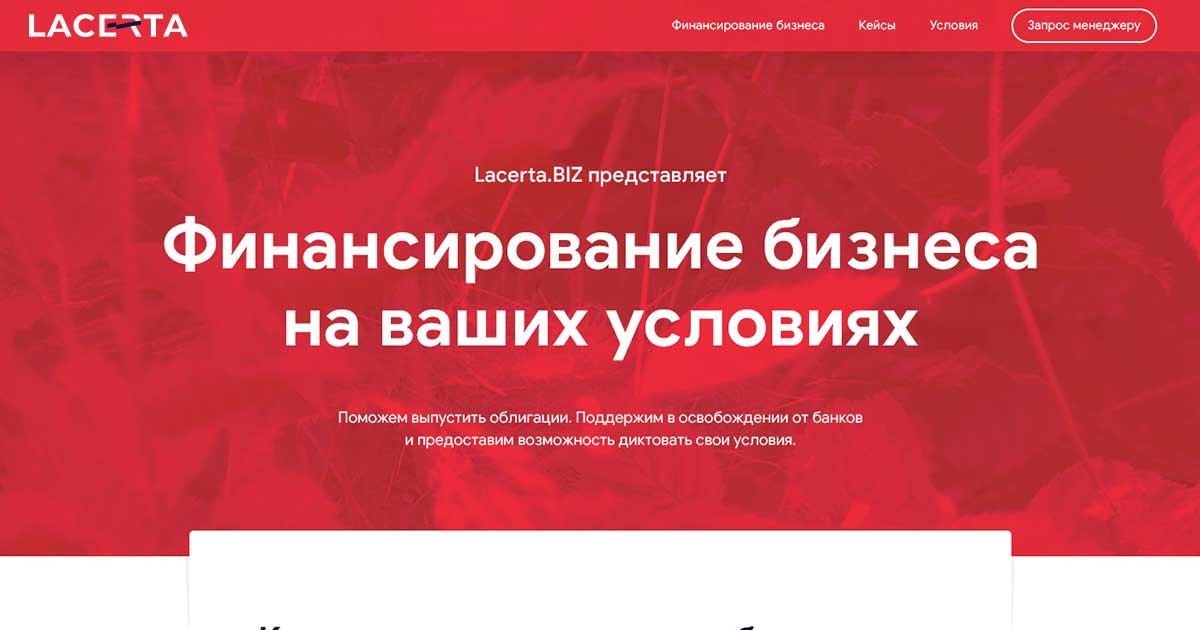 LACERTA
Финансирование бизнеса
Кейсы
Условия
Запрос менеджеру
Lacerta.BIZ представляет
Финансирование бизнеса
на ваших условиях
Поможем выпустить облигации. Поддержим в освобождении от банков
и предоставим возможность диктовать свои условия.